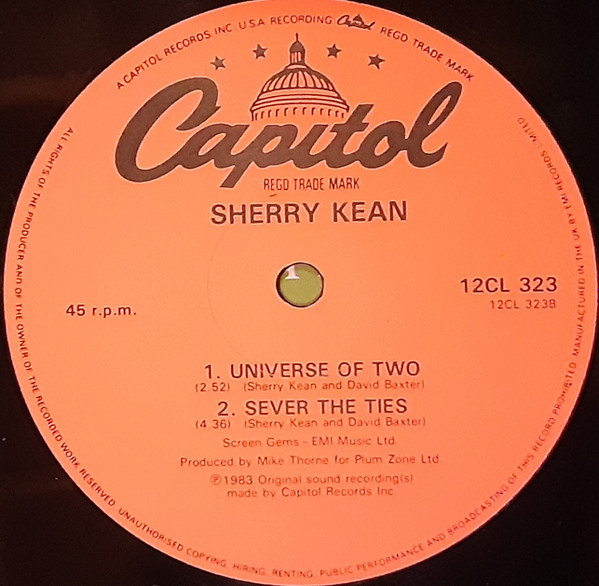 A CAPITOL RECORDS INC. U.S.A. RECORDING Capitol REGD TRADE MARK
Capitol
REGD TRADE MARK
SHERRY KEAN
1
12CL 323
12CL 323B
45 r.p.m.
1. UNIVERSE OF TWO
(2.52) (Sherry Kean and David Baxter)
2. SEVER THE TIES
(4.36) (Sherry Kean and David Baxter)
Screen Gems - EMI Music Ltd.
Produced by Mike Thorne for Plum Zone Ltd.
Ⓟ1983 Original sound recording(s)
made by Capitol Records Inc
ALL RIGHTS OF THE PRODUCER AND OF THE OWNER OF THE RECORDED WORK RESERVED. UNAUTHORISED COPYING, HIRING, RENTING, PUBLIC PERFORMANCE AND BROADCASTING OF THIS RECORD PROHIBITED. MANUFACTURED IN THE U.K. BY EMI RECORDS LIMITED